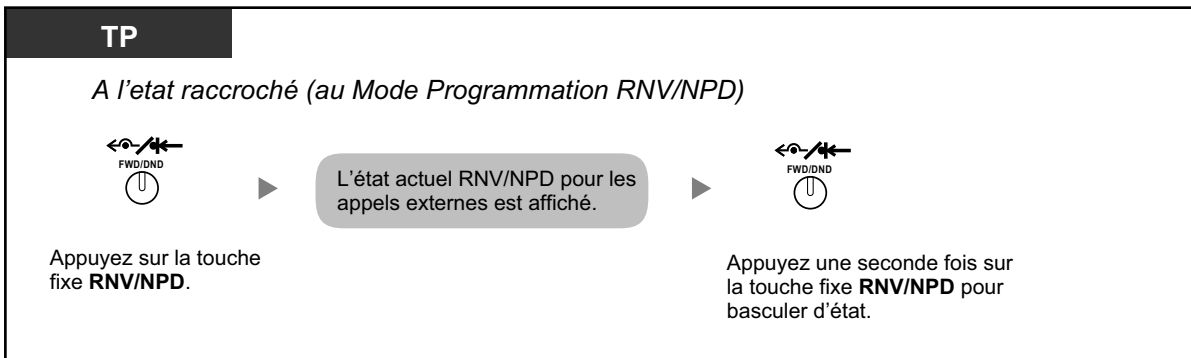 TP
A l'etat raccroché (au Mode Programmation RNV/NPD)
FWD/DND
L'état actuel RNV/NPD pour les
appels externes est affiché.
FWD/DND
Appuyez sur la touche
fixe RNV/NPD.
Appuyez une seconde fois sur
la touche fixe RNV/NPD pour
basculer d'état.